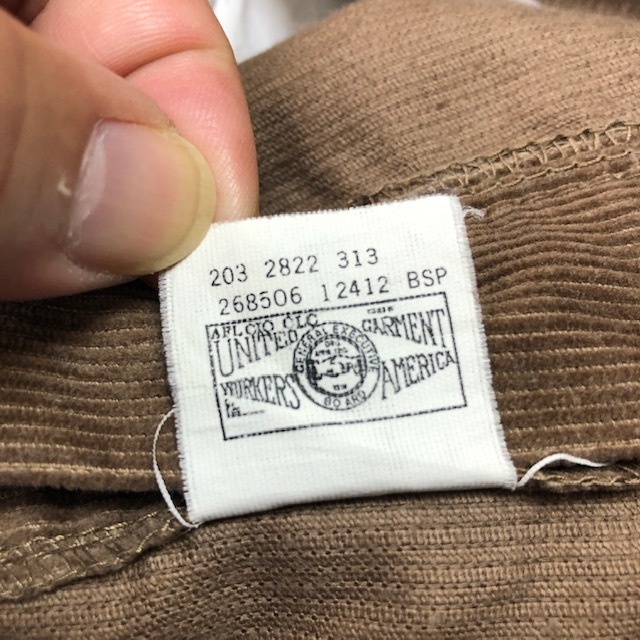 203 2822 313
268506 12412 BSP
AFL CIO CLC
UNITED GARMENT
WORKERS AMERICA
GENERAL EXECUTIVE
BOARD